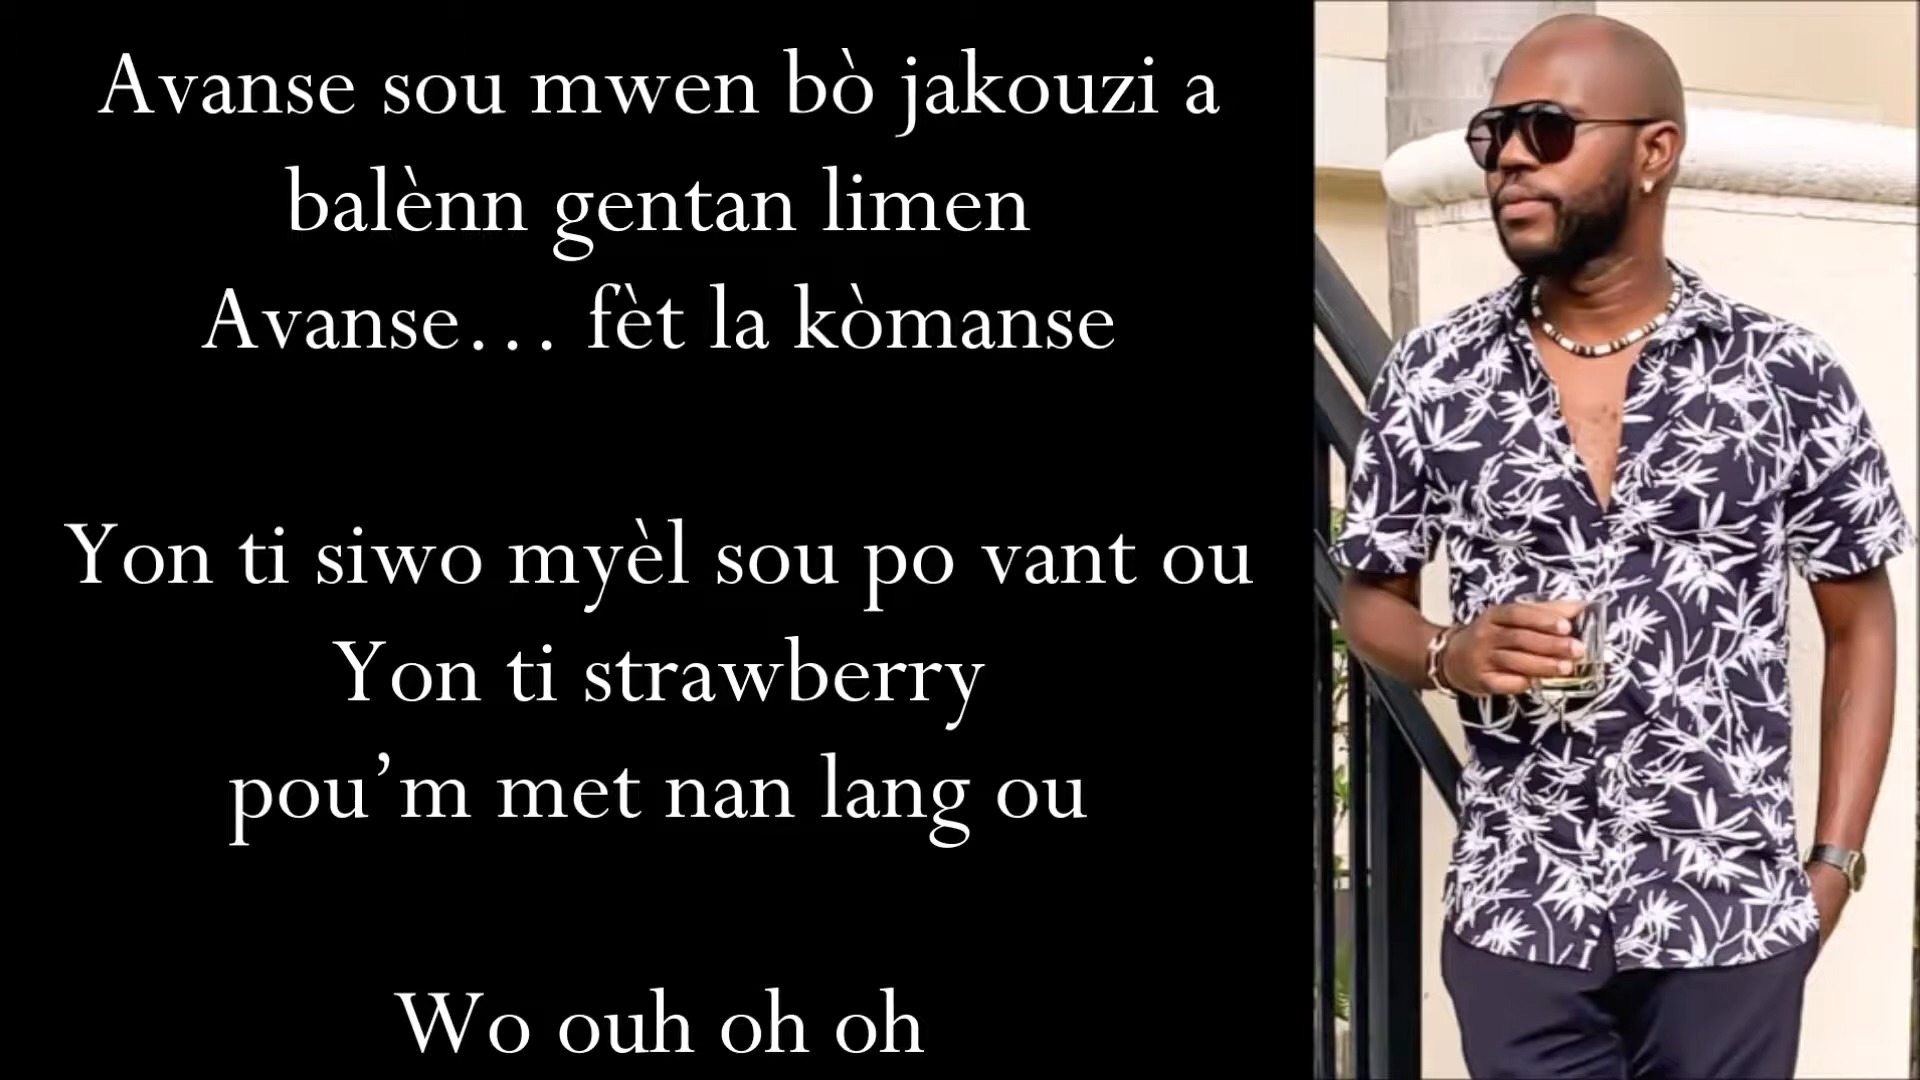 Avanse sou mwen bò jakouzi a
balènn gentan limen
Avanse… fèt la kòmanse
Yon ti siwo myèl sou po vant ou
Yon ti strawberry
pou’m met nan lang ou
Wo ouh oh oh